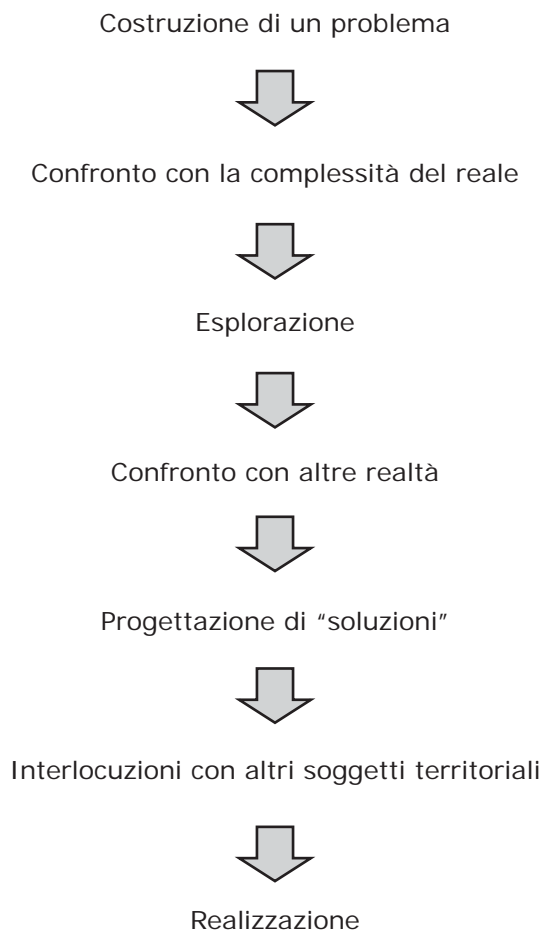 Costruzione di un problema
Confronto con la complessità del reale
Esplorazione
Confronto con altre realtà
Progettazione di “soluzioni”
Interlocuzioni con altri soggetti territoriali
Realizzazione